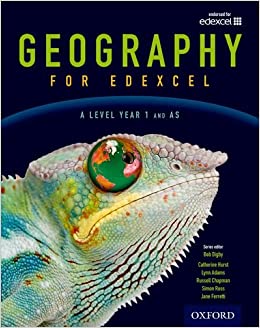 endorsed for
edexcel
GEOGRAPHY
FOR EDEXCEL
A LEVEL YEAR 1 AND AS
Series editor
Bob Digby
Catherine Hurst
Lynn Adams
Russell Chapman
Simon Ross
Jane Ferretti
OXFORD